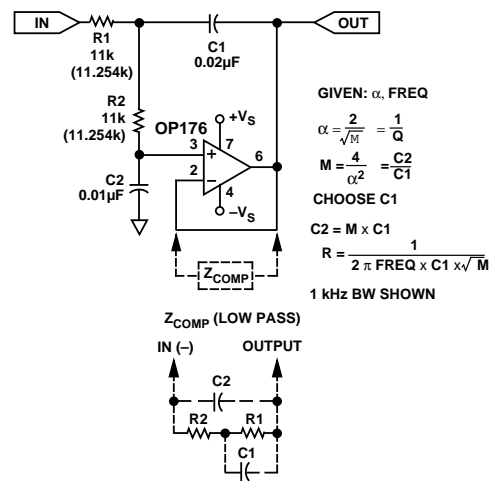 IN
OUT
R1
11k
(11.254k)
C1
0.02µF
R2
11k
(11.254k)
OP176
+VS
7
3
+
2
–
6
4
–VS
C2
0.01µF
ZCOMP
GIVEN: α, FREQ
α = 2/√M = 1/Q
M = 4/α² = C2/C1
CHOOSE C1
C2 = M x C1
R = 1/(2 π FREQ x C1 x √M)
1 kHz BW SHOWN
ZCOMP (LOW PASS)
IN (–) OUTPUT
C2
R2 R1
C1